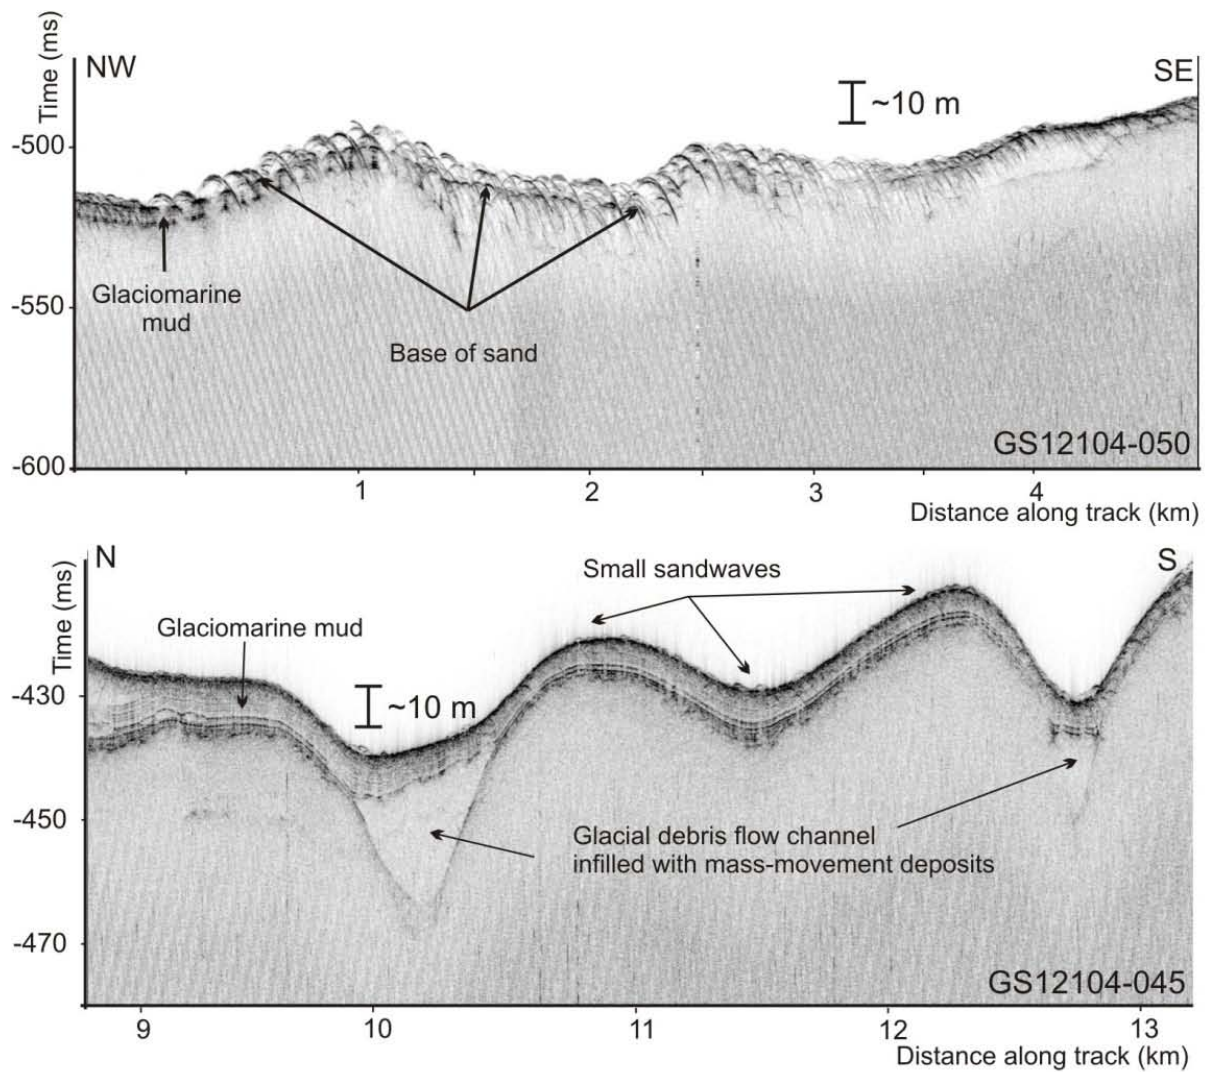 Time (ms)
NW
SE
~10 m
-500
-550
-600
Glaciomarine
mud
Base of sand
GS12104-050
1
2
3
4
Distance along track (km)
N
S
Time (ms)
Small sandwaves
Glaciomarine mud
-430
~10 m
-450
Glacial debris flow channel
infilled with mass-movement deposits
-470
GS12104-045
9
10
11
12
13
Distance along track (km)